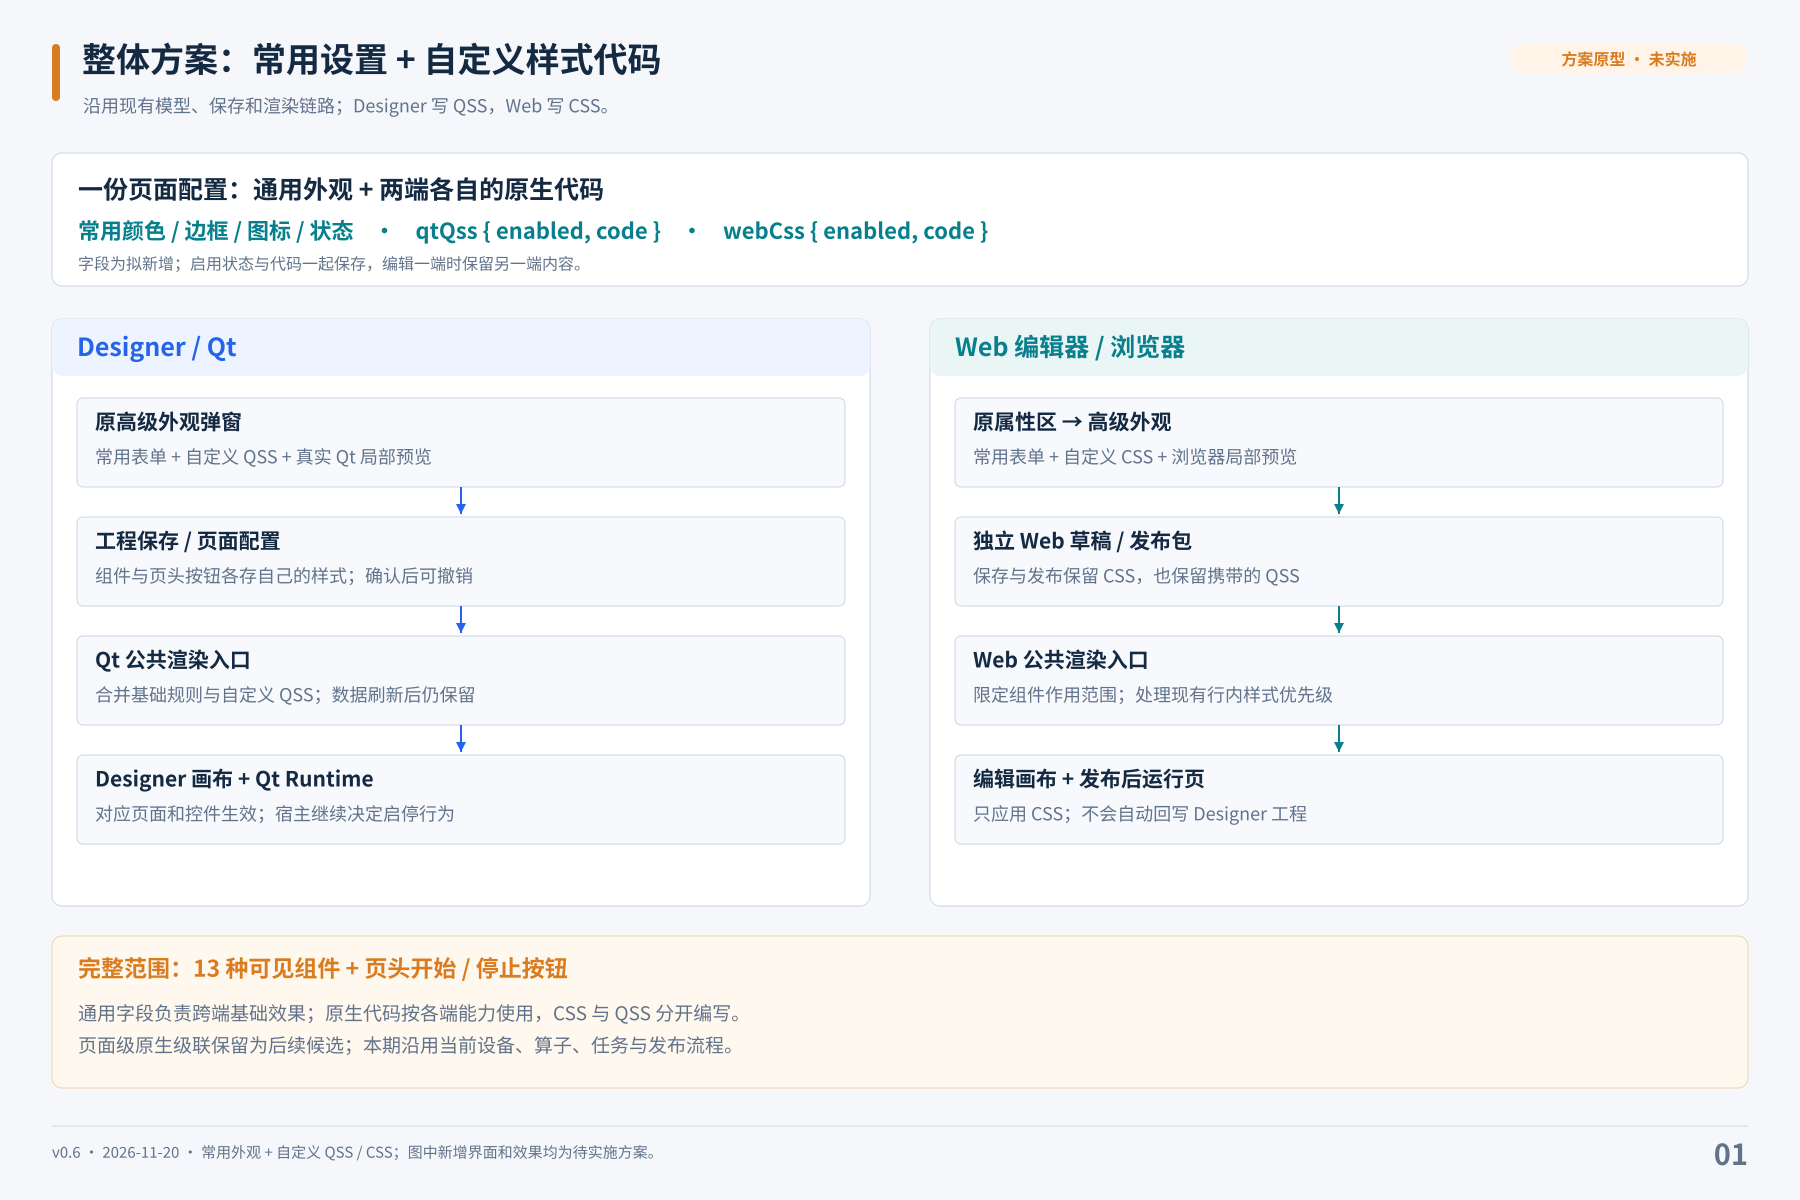 整体方案：常用设置 + 自定义样式代码
方案原型 · 未实施
沿用现有模型、保存和渲染链路；Designer 写 QSS，Web 写 CSS。
一份页面配置：通用外观 + 两端各自的原生代码
常用颜色 / 边框 / 图标 / 状态 · qtQss { enabled, code } · webCss { enabled, code }
字段为拟新增；启用状态与代码一起保存，编辑一端时保留另一端内容。
Designer / Qt
原高级外观弹窗
常用表单 + 自定义 QSS + 真实 Qt 局部预览
工程保存 / 页面配置
组件与页头按钮各存自己的样式；确认后可撤销
Qt 公共渲染入口
合并基础规则与自定义 QSS；数据刷新后仍保留
Designer 画布 + Qt Runtime
对应页面和控件生效；宿主继续决定启停行为
Web 编辑器 / 浏览器
原属性区 → 高级外观
常用表单 + 自定义 CSS + 浏览器局部预览
独立 Web 草稿 / 发布包
保存与发布保留 CSS，也保留携带的 QSS
Web 公共渲染入口
限定组件作用范围；处理现有行内样式优先级
编辑画布 + 发布后运行页
只应用 CSS；不会自动回写 Designer 工程
完整范围：13 种可见组件 + 页头开始 / 停止按钮
通用字段负责跨端基础效果；原生代码按各端能力使用，CSS 与 QSS 分开编写。
页面级原生级联保留为后续候选；本期沿用当前设备、算子、任务与发布流程。
v0.6 · 2026-11-20 · 常用外观 + 自定义 QSS / CSS；图中新增界面和效果均为待实施方案。
01